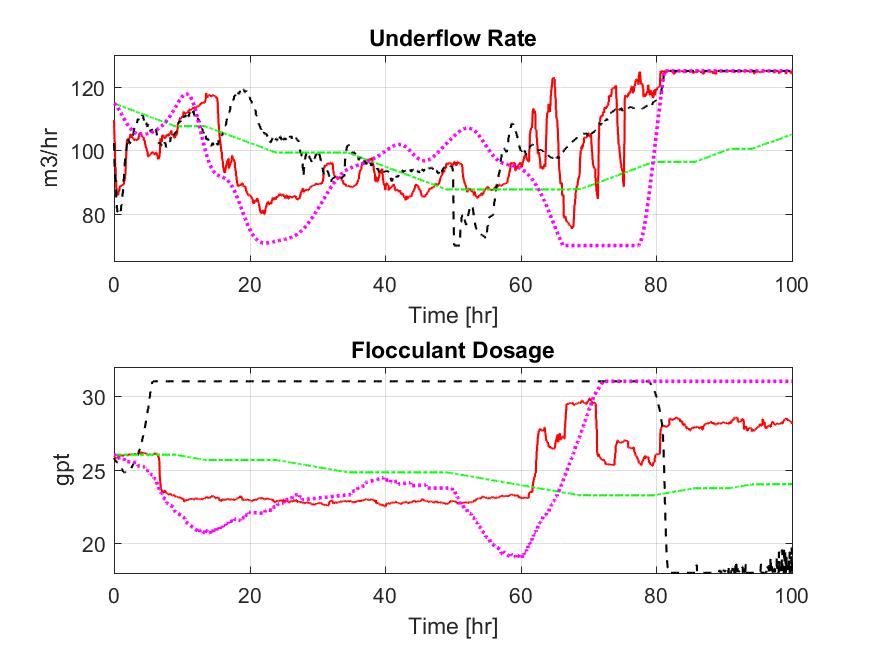 Underflow Rate
120
100
80
m3/hr
0 20 40 60 80 100
Time [hr]
Flocculant Dosage
30
25
20
gpt
0 20 40 60 80 100
Time [hr]